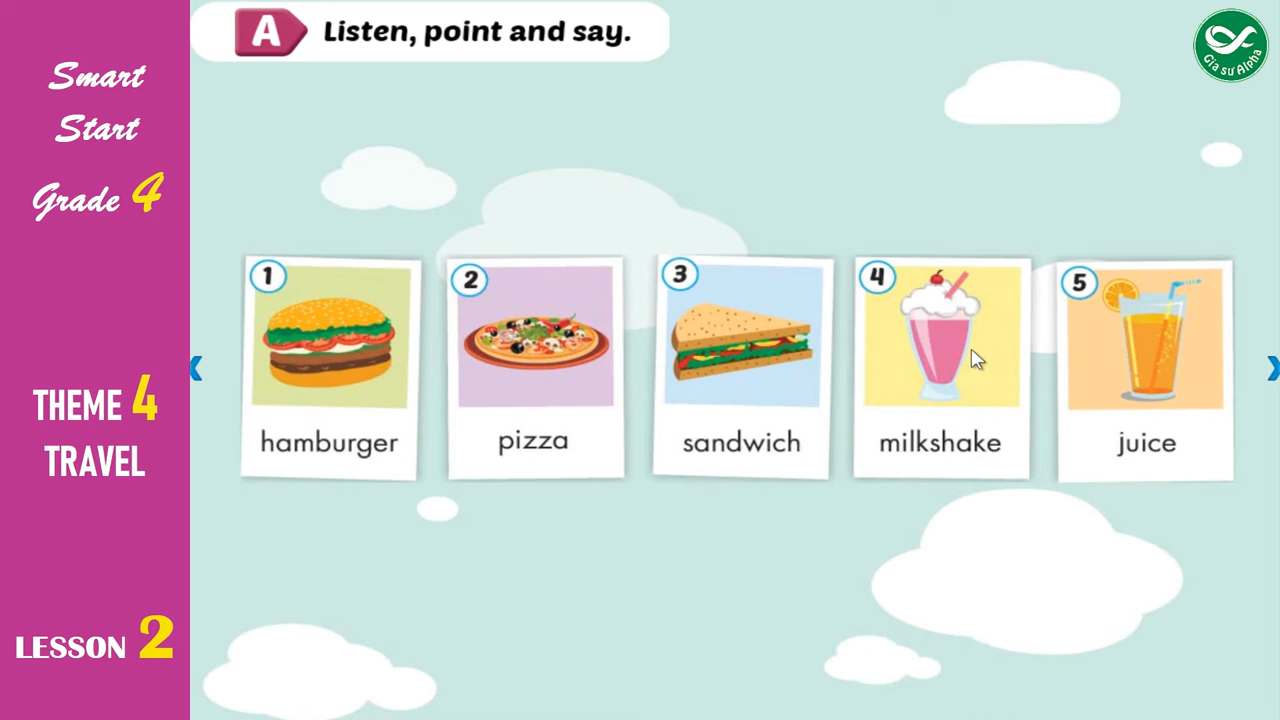 A Listen, point and say.
Gia sư Alpha
Smart
Start
Grade 4
THEME 4
TRAVEL
LESSON 2
1
hamburger
2
pizza
3
sandwich
4
milkshake
5
juice